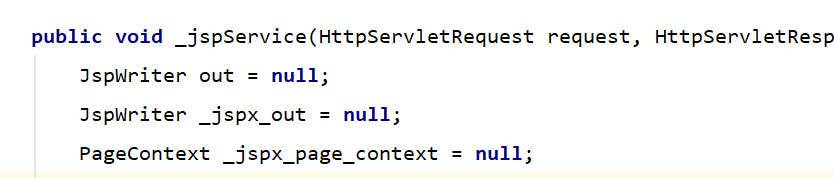 public void _jspService(HttpServletRequest request, HttpServletResp
JspWriter out = null;
JspWriter _jspx_out = null;
PageContext _jspx_page_context = null;